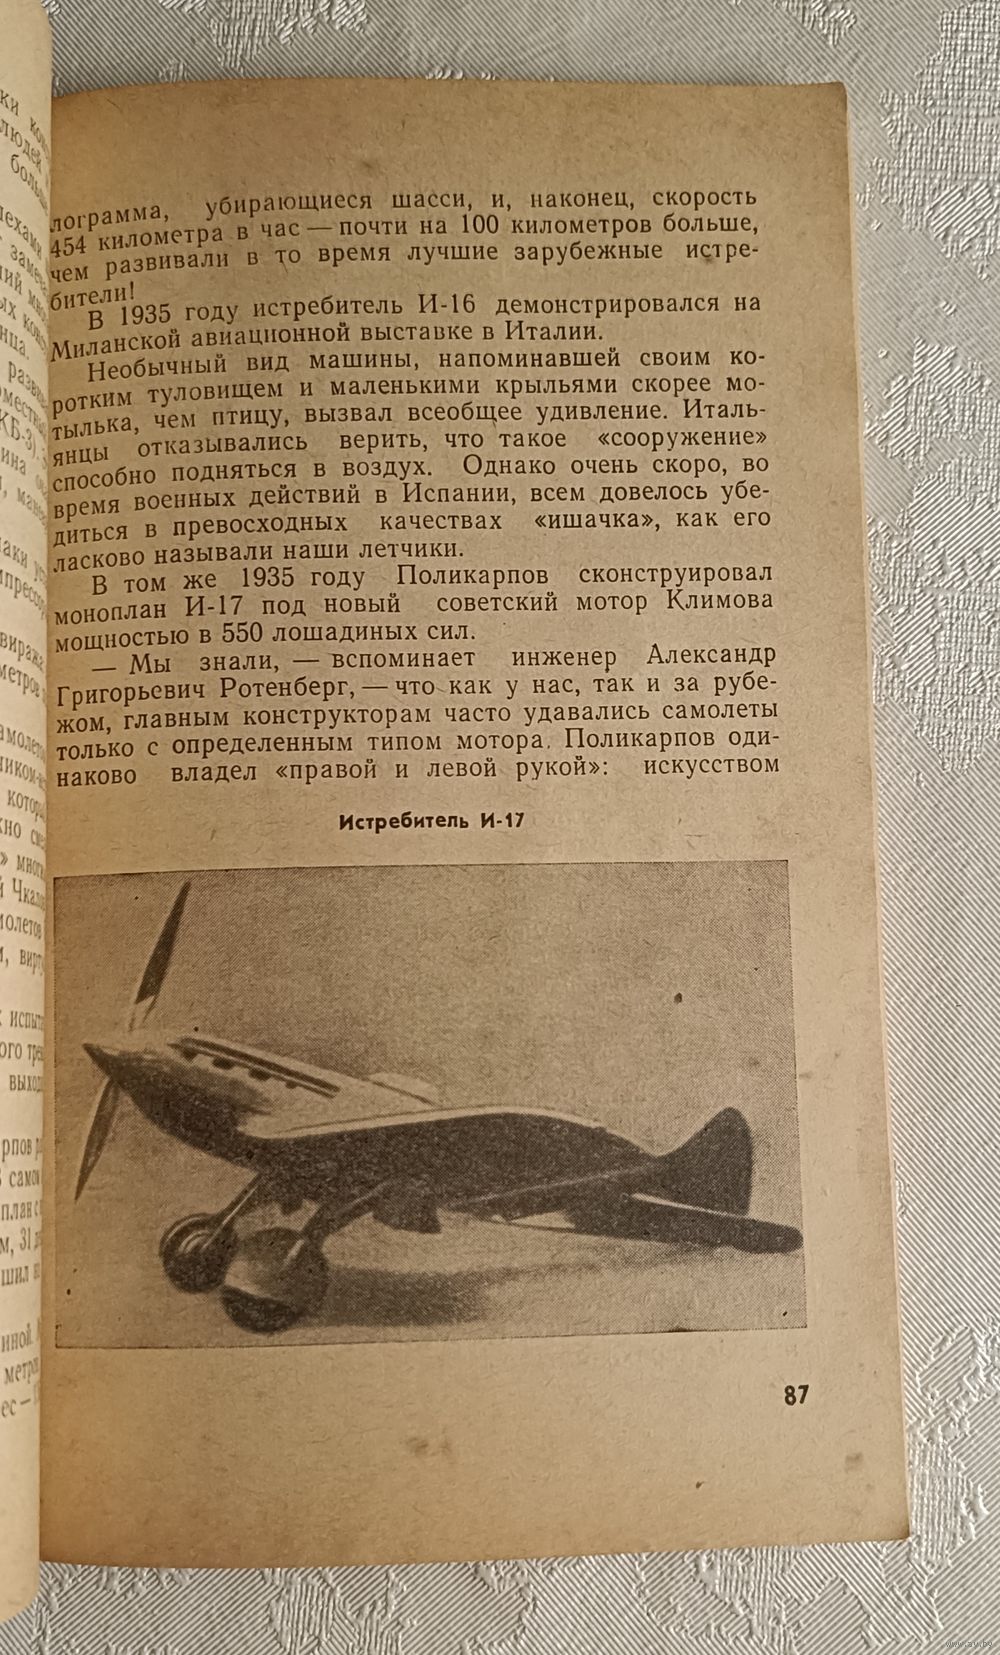 лограмма, убирающиеся шасси, и, наконец, скорость
454 километра в час — почти на 100 километров больше,
чем развивали в то время лучшие зарубежные истре-
бители!
В 1935 году истребитель И-16 демонстрировался на
Миланской авиационной выставке в Италии.
Необычный вид машины, напоминавшей своим ко-
ротким туловищем и маленькими крыльями скорее мо-
тылька, чем птицу, вызвал всеобщее удивление. Италь-
янцы отказывались верить, что такое «сооружение»
способно подняться в воздух. Однако очень скоро, во
время военных действий в Испании, всем довелось убе-
диться в превосходных качествах «ишачка», как его
ласково называли наши летчики.
В том же 1935 году Поликарпов сконструировал
моноплан И-17 под новый советский мотор Климова
мощностью в 550 лошадиных сил.
— Мы знали, — вспоминает инженер Александр
Григорьевич Ротенберг, — что как у нас, так и за рубе-
жом, главным конструкторам часто удавались самолеты
только с определенным типом мотора. Поликарпов оди-
наково владел «правой и левой рукой»: искусством
Истребитель И-17
87